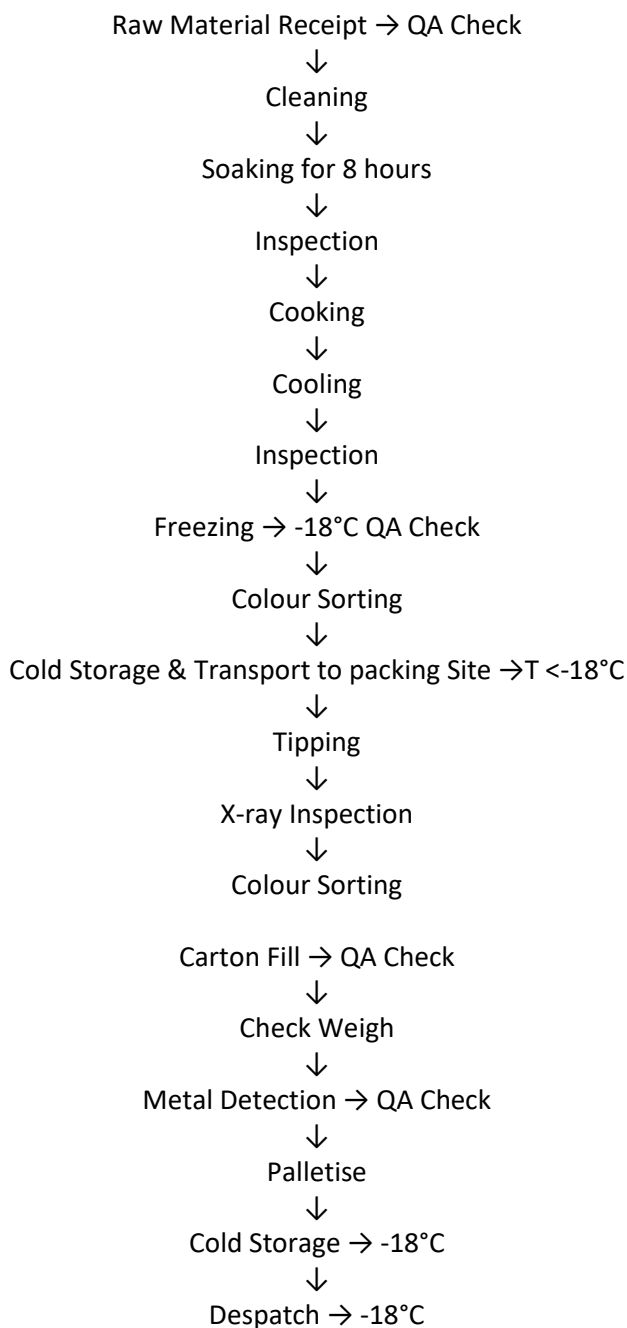 Raw Material Receipt → QA Check
↓
Cleaning
↓
Soaking for 8 hours
↓
Inspection
↓
Cooking
↓
Cooling
↓
Inspection
↓
Freezing → -18°C QA Check
↓
Colour Sorting
↓
Cold Storage & Transport to packing Site →T <-18°C
↓
Tipping
↓
X-ray Inspection
↓
Colour Sorting
Carton Fill → QA Check
↓
Check Weigh
↓
Metal Detection → QA Check
↓
Palletise
↓
Cold Storage → -18°C
↓
Despatch → -18°C